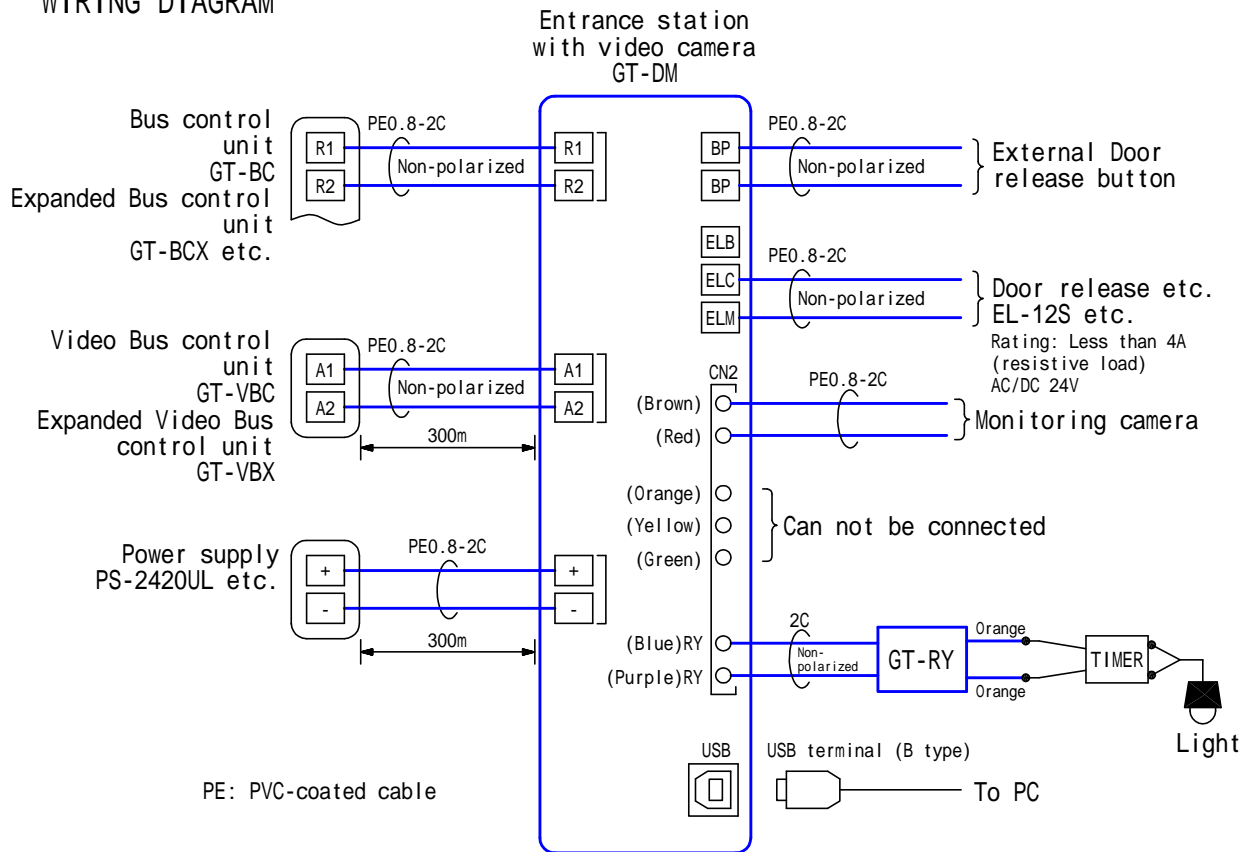 WIRING DIAGRAM
Entrance station
with video camera
GT-DM
Bus control
unit
GT-BC
Expanded Bus control
unit
GT-BCX etc.
R1
R2
PE0.8-2C
Non-polarized
R1
R2
BP
BP
PE0.8-2C
Non-polarized
External Door
release button
ELB
ELC
ELM
PE0.8-2C
Non-polarized
Door release etc.
EL-12S etc.
Rating: Less than 4A
(resistive load)
AC/DC 24V
Video Bus control
unit
GT-VBC
Expanded Video Bus
control unit
GT-VBX
A1
A2
PE0.8-2C
Non-polarized
300m
A1
A2
CN2
(Brown)
(Red)
PE0.8-2C
Monitoring camera
(Orange)
(Yellow)
(Green)
Can not be connected
Power supply
PS-2420UL etc.
+
-
PE0.8-2C
300m
+
-
(Blue)RY
(Purple)RY
2C
Non-
polarized
GT-RY
Orange
Orange
TIMER
Light
USB
USB terminal (B type)
To PC
PE: PVC-coated cable